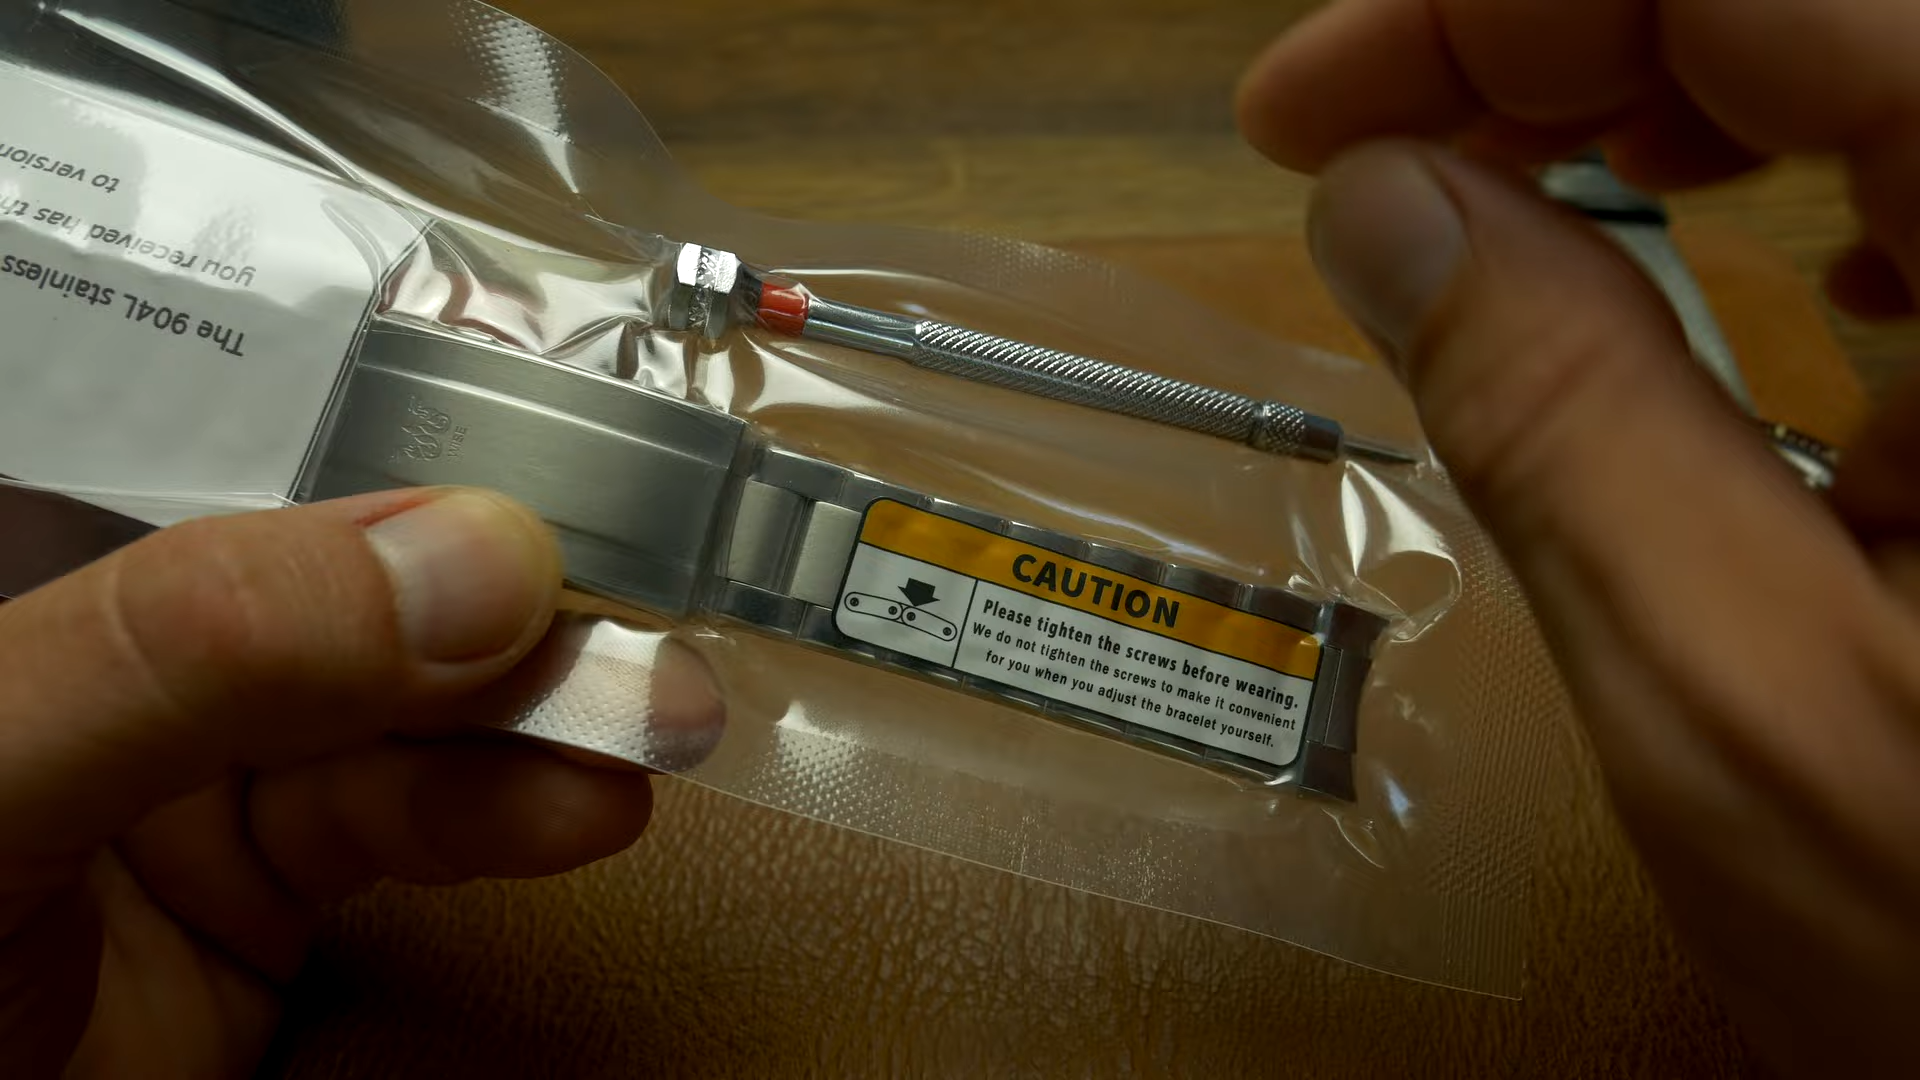 The 904L stainless
you received has th
to version
WISE
CAUTION
Please tighten the screws before wearing.
We do not tighten the screws to make it convenient
for you when you adjust the bracelet yourself.